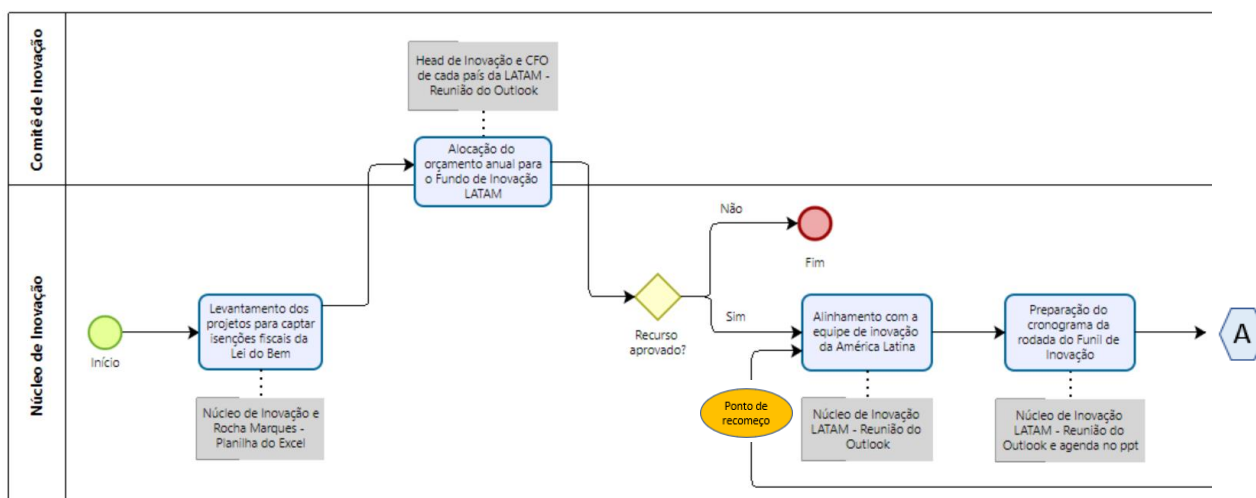 Comitê de Inovação
Head de Inovação e CFO
de cada país da LATAM -
Reunião do Outlook
Alocação do
orçamento anual para
o Fundo de Inovação
LATAM
Núcleo de Inovação
Início
Levantamento dos
projetos para captar
isenções fiscais da
Lei do Bem
Núcleo de Inovação e
Rocha Marques -
Planilha do Excel
Recurso
aprovado?
Não
Fim
Sim
Alinhamento com a
equipe de inovação
da América Latina
Ponto de
recomeço
Núcleo de Inovação
LATAM - Reunião do
Outlook
Preparação do
cronograma da
rodada do Funil de
Inovação
Núcleo de Inovação
LATAM - Reunião do
Outlook e agenda no ppt
A